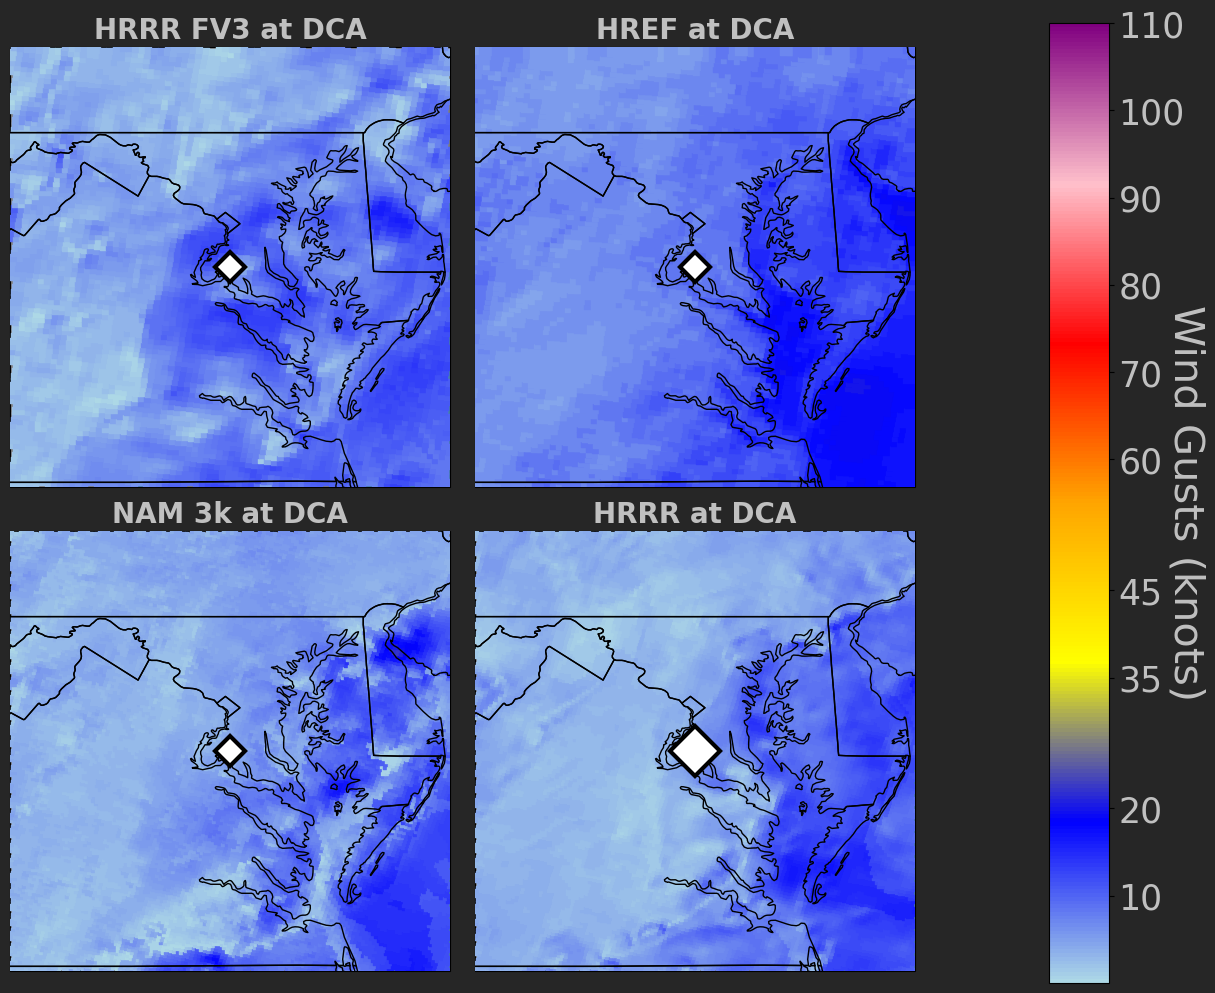 HRRR FV3 at DCA
HREF at DCA
NAM 3k at DCA
HRRR at DCA
110
100
90
80
70
60
45
35
20
10
Wind Gusts (knots)